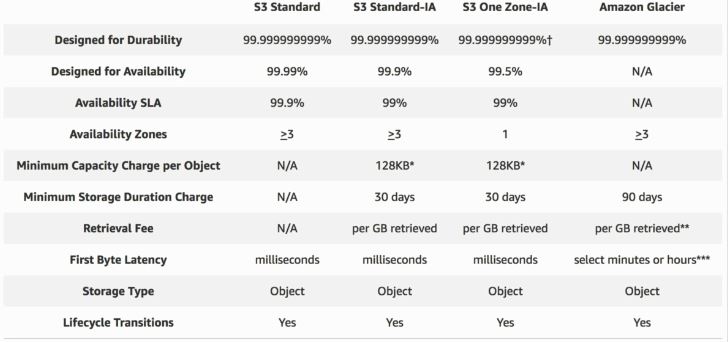 S3 Standard S3 Standard-IA S3 One Zone-IA Amazon Glacier
Designed for Durability 99.999999999% 99.999999999% 99.999999999%† 99.999999999%
Designed for Availability 99.99% 99.9% 99.5% N/A
Availability SLA 99.9% 99% 99% N/A
Availability Zones ≥3 ≥3 1 ≥3
Minimum Capacity Charge per Object N/A 128KB* 128KB* N/A
Minimum Storage Duration Charge N/A 30 days 30 days 90 days
Retrieval Fee N/A per GB retrieved per GB retrieved per GB retrieved**
First Byte Latency milliseconds milliseconds milliseconds select minutes or hours***
Storage Type Object Object Object Object
Lifecycle Transitions Yes Yes Yes Yes